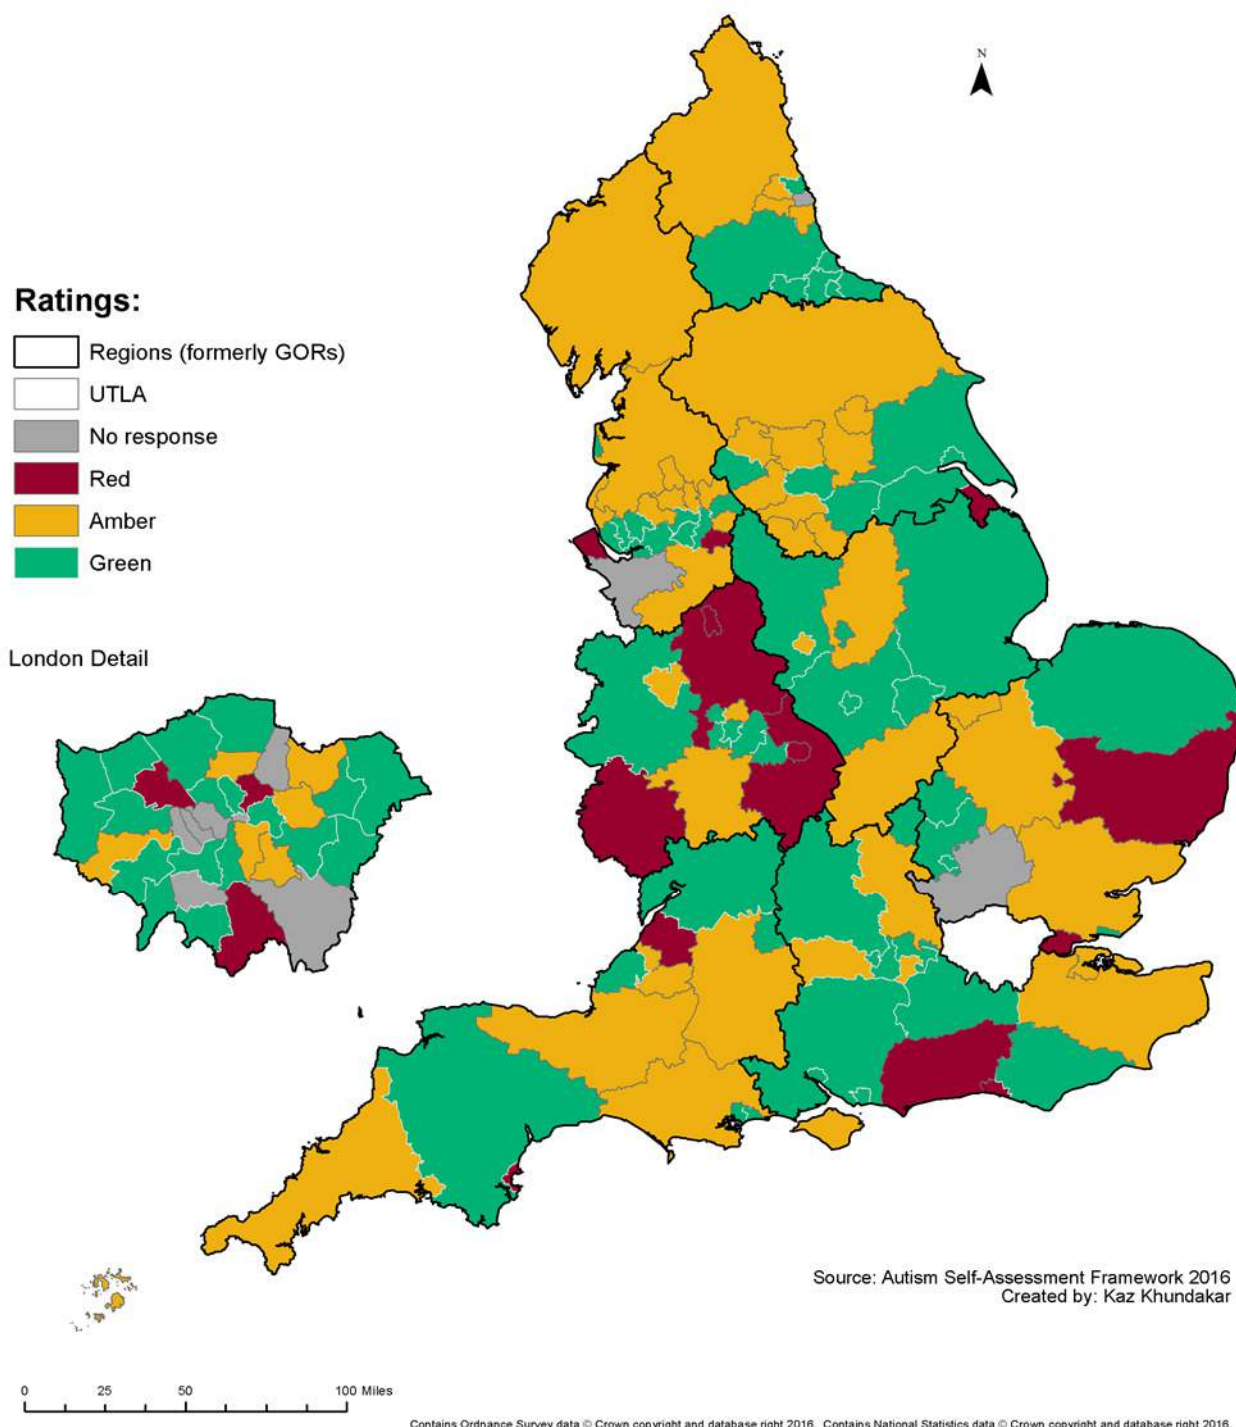 N
Ratings:
Regions (formerly GORs)
UTLA
No response
Red
Amber
Green
London Detail
Source: Autism Self-Assessment Framework 2016
Created by: Kaz Khundakar
0 25 50 100 Miles
Contains Ordnance Survey data © Crown copyright and database right 2016. Contains National Statistics data © Crown copyright and database right 2016.